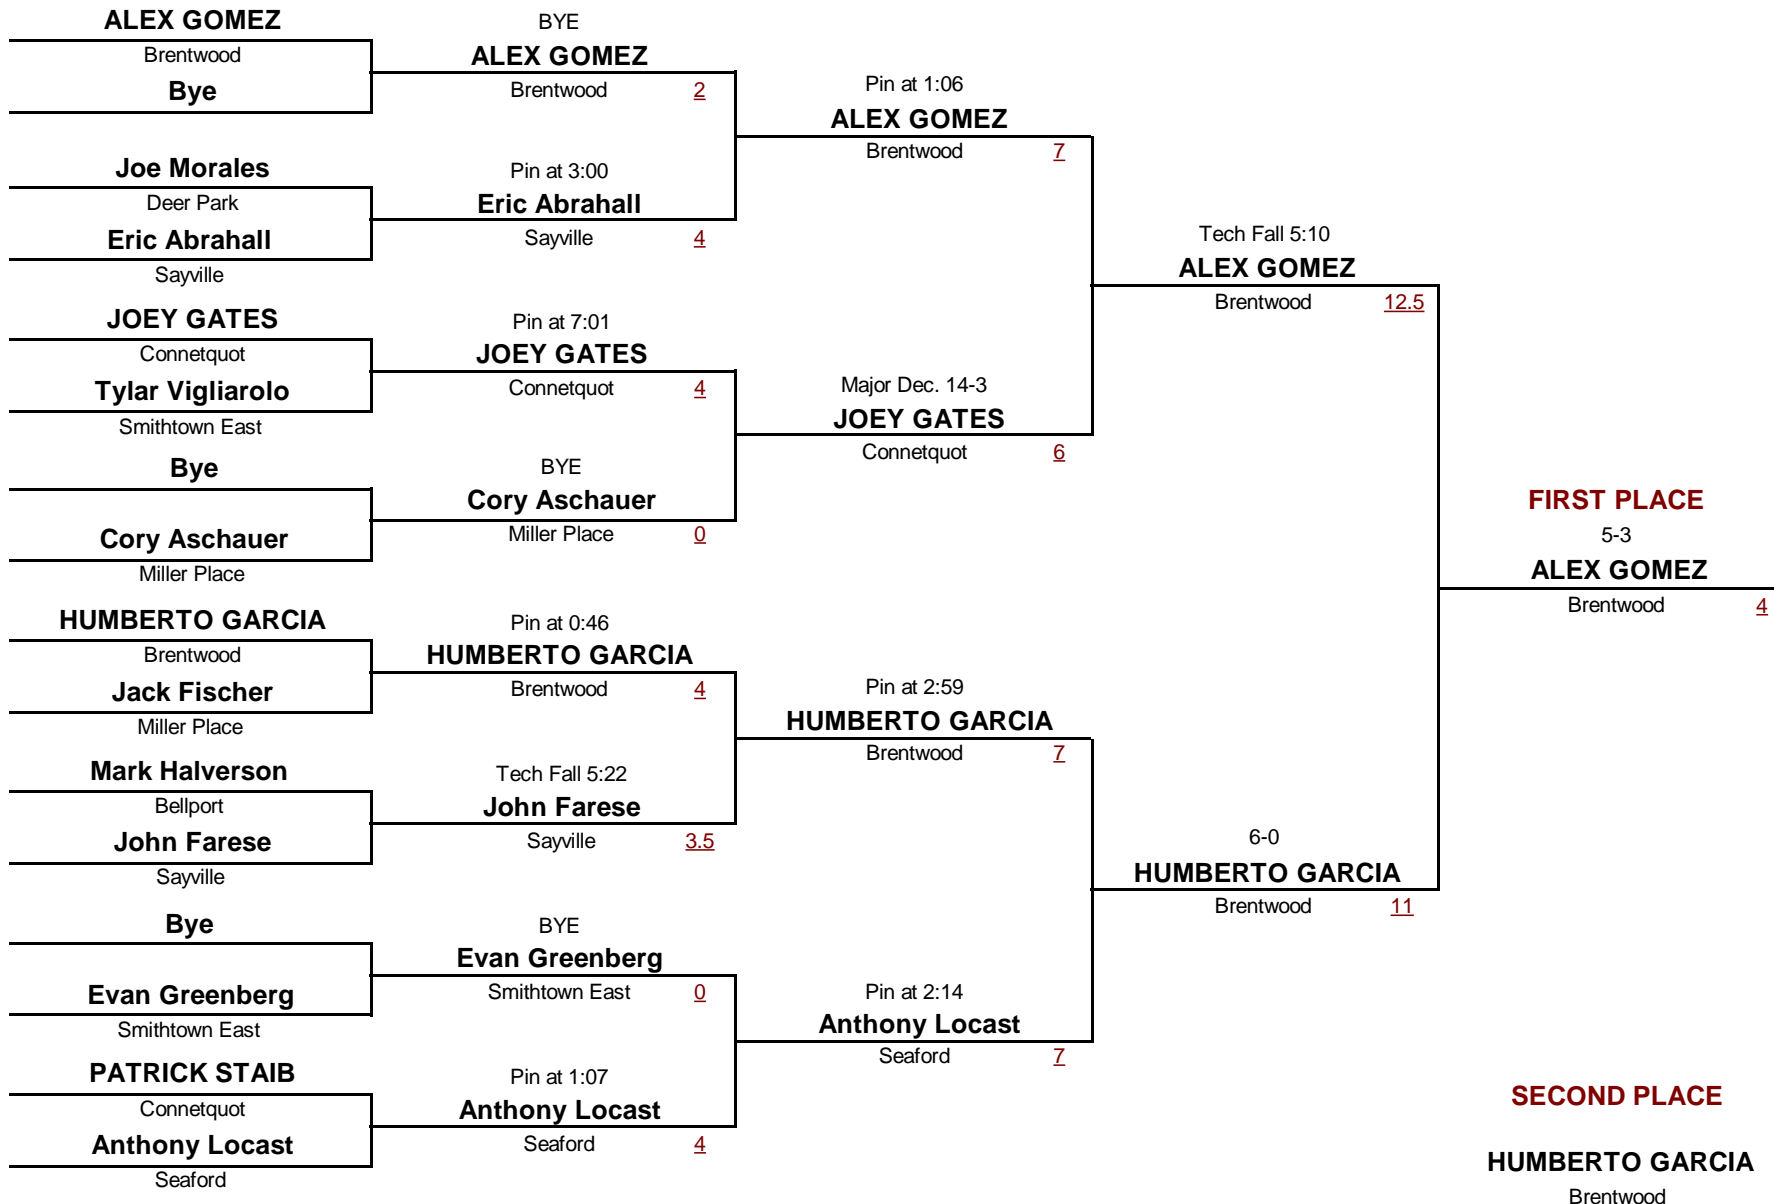 ALEX GOMEZ
Brentwood
Bye
Joe Morales
Deer Park
Eric Abrahall
Sayville
JOEY GATES
Connetquot
Tylar Vigliarolo
Smithtown East
Bye
Cory Aschauer
Miller Place
HUMBERTO GARCIA
Brentwood
Jack Fischer
Miller Place
Mark Halverson
Bellport
John Farese
Sayville
Bye
Evan Greenberg
Smithtown East
PATRICK STAIB
Connetquot
Anthony Locast
Seaford
BYE
ALEX GOMEZ
Brentwood 2
Pin at 3:00
Eric Abrahall
Sayville 4
Pin at 7:01
JOEY GATES
Connetquot 4
BYE
Cory Aschauer
Miller Place 0
Pin at 0:46
HUMBERTO GARCIA
Brentwood 4
Tech Fall 5:22
John Farese
Sayville 3.5
BYE
Evan Greenberg
Smithtown East 0
Pin at 1:07
Anthony Locast
Seaford 4
Pin at 1:06
ALEX GOMEZ
Brentwood 7
Major Dec. 14-3
JOEY GATES
Connetquot 6
Pin at 2:59
HUMBERTO GARCIA
Brentwood 7
Pin at 2:14
Anthony Locast
Seaford 7
Tech Fall 5:10
ALEX GOMEZ
Brentwood 12.5
6-0
HUMBERTO GARCIA
Brentwood 11
FIRST PLACE
5-3
ALEX GOMEZ
Brentwood 4
SECOND PLACE
HUMBERTO GARCIA
Brentwood